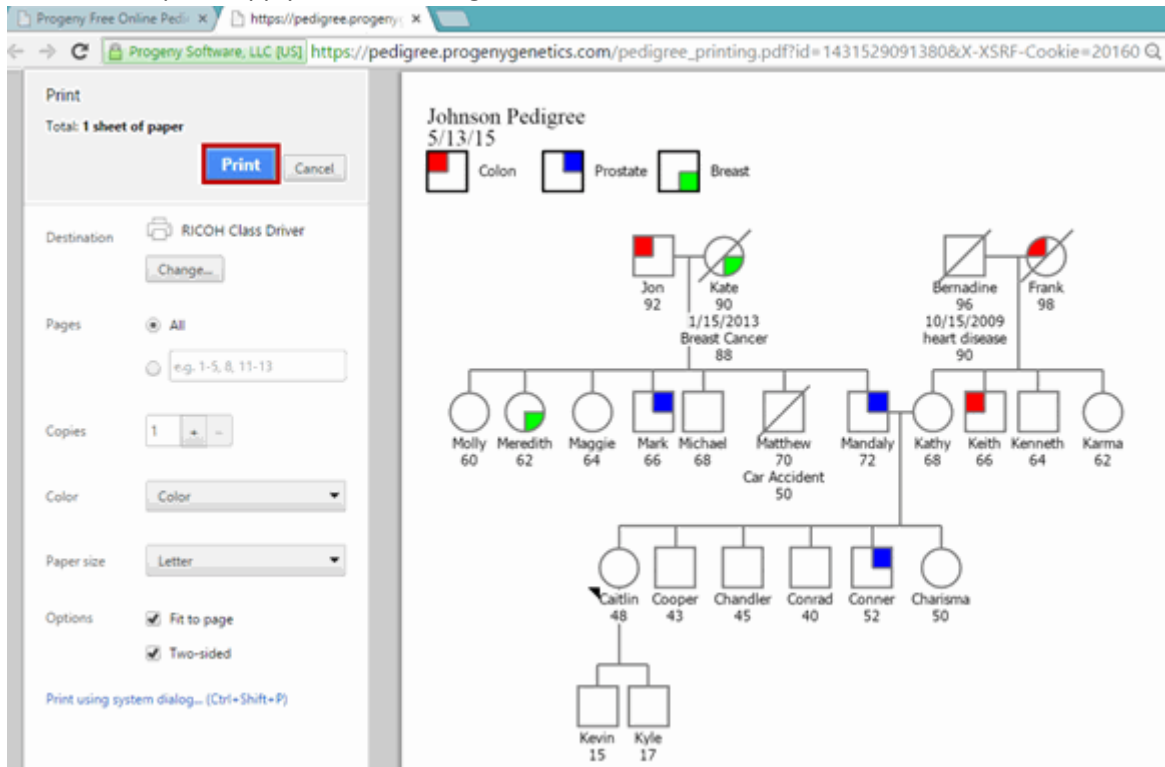 Progeny Free Online Pedi
https://pedigree.progeny
Progeny Software, LLC [US] https://pedigree.progenygenetics.com/pedigree_printing.pdf?id=1431529091380&X-XSRF-Cookie=20160
Print
Total: 1 sheet of paper
Print Cancel
Destination RICOH Class Driver
Change...
Pages All
e.g. 1-5, 8, 11-13
Copies 1 + -
Color Color
Paper size Letter
Options Fit to page
Two-sided
Print using system dialog... (Ctrl+Shift+P)
Johnson Pedigree
5/13/15
Colon Prostate Breast
Jon Kate Bernadine Frank
92 90 96 98
1/15/2013 10/15/2009
Breast Cancer heart disease
88 90
Molly Meredith Maggie Mark Michael Matthew Mandaly Kathy Keith Kenneth Karma
60 62 64 66 68 70 72 68 66 64 62
Car Accident
50
Caitlin Cooper Chandler Conrad Conner Charisma
48 43 45 40 52 50
Kevin Kyle
15 17